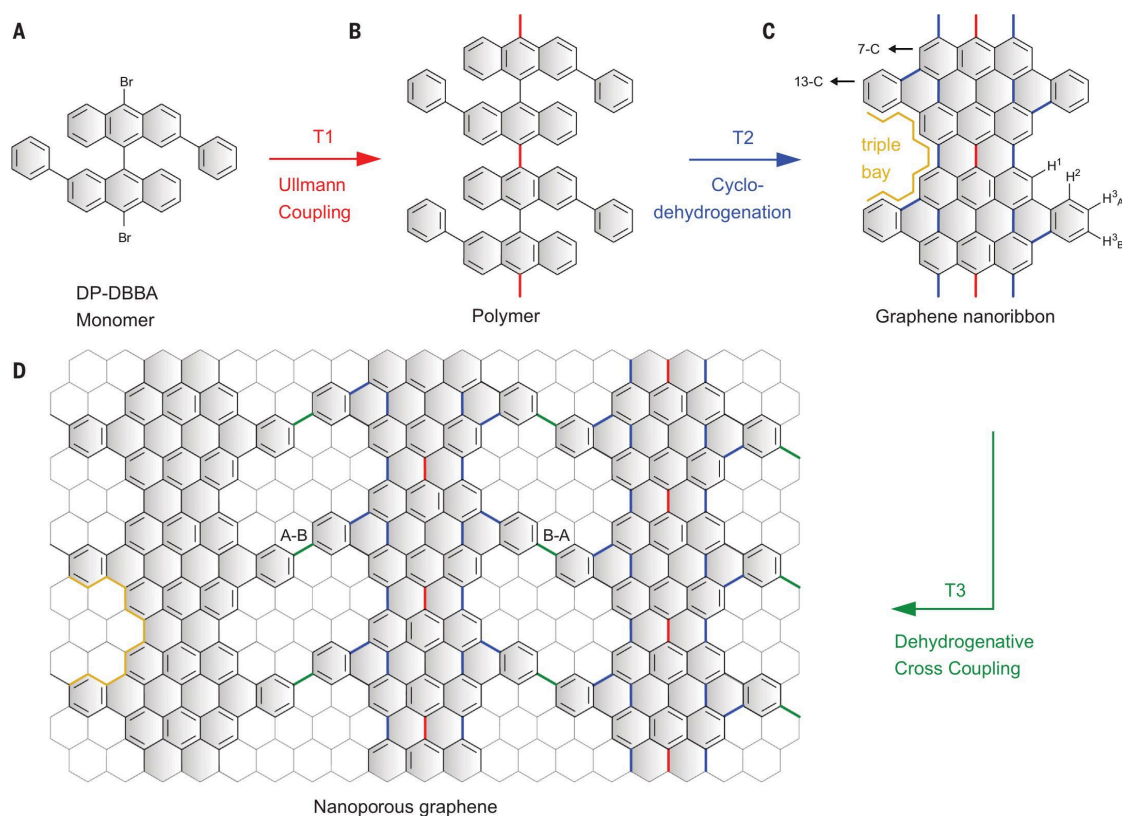 A
Br
Br
DP-DBBA
Monomer
T1
Ullmann
Coupling
B
Polymer
T2
Cyclo-
dehydrogenation
C
7-C
13-C
triple
bay
H¹
H²
H³A
H³B
Graphene nanoribbon
D
A-B
B-A
T3
Dehydrogenative
Cross Coupling
Nanoporous graphene